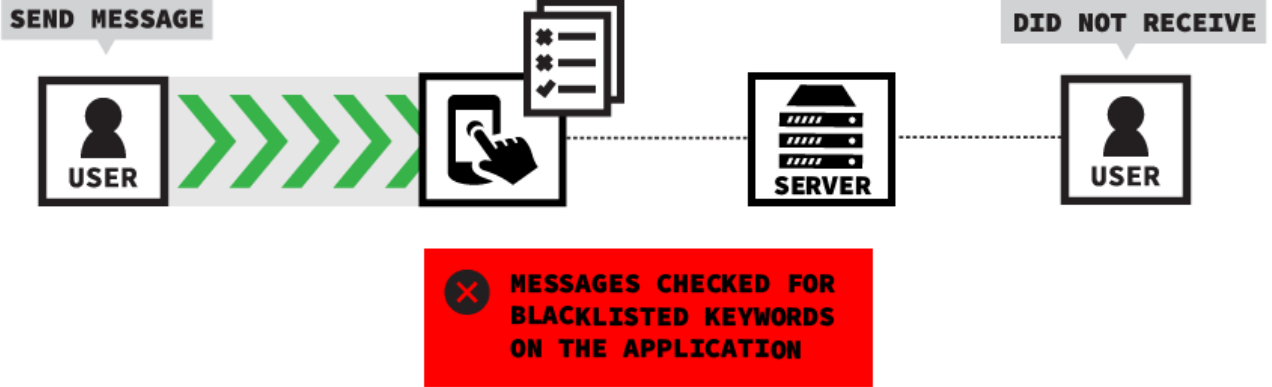 SEND MESSAGE
DID NOT RECEIVE
USER
SERVER
USER
MESSAGES CHECKED FOR
BLACKLISTED KEYWORDS
ON THE APPLICATION